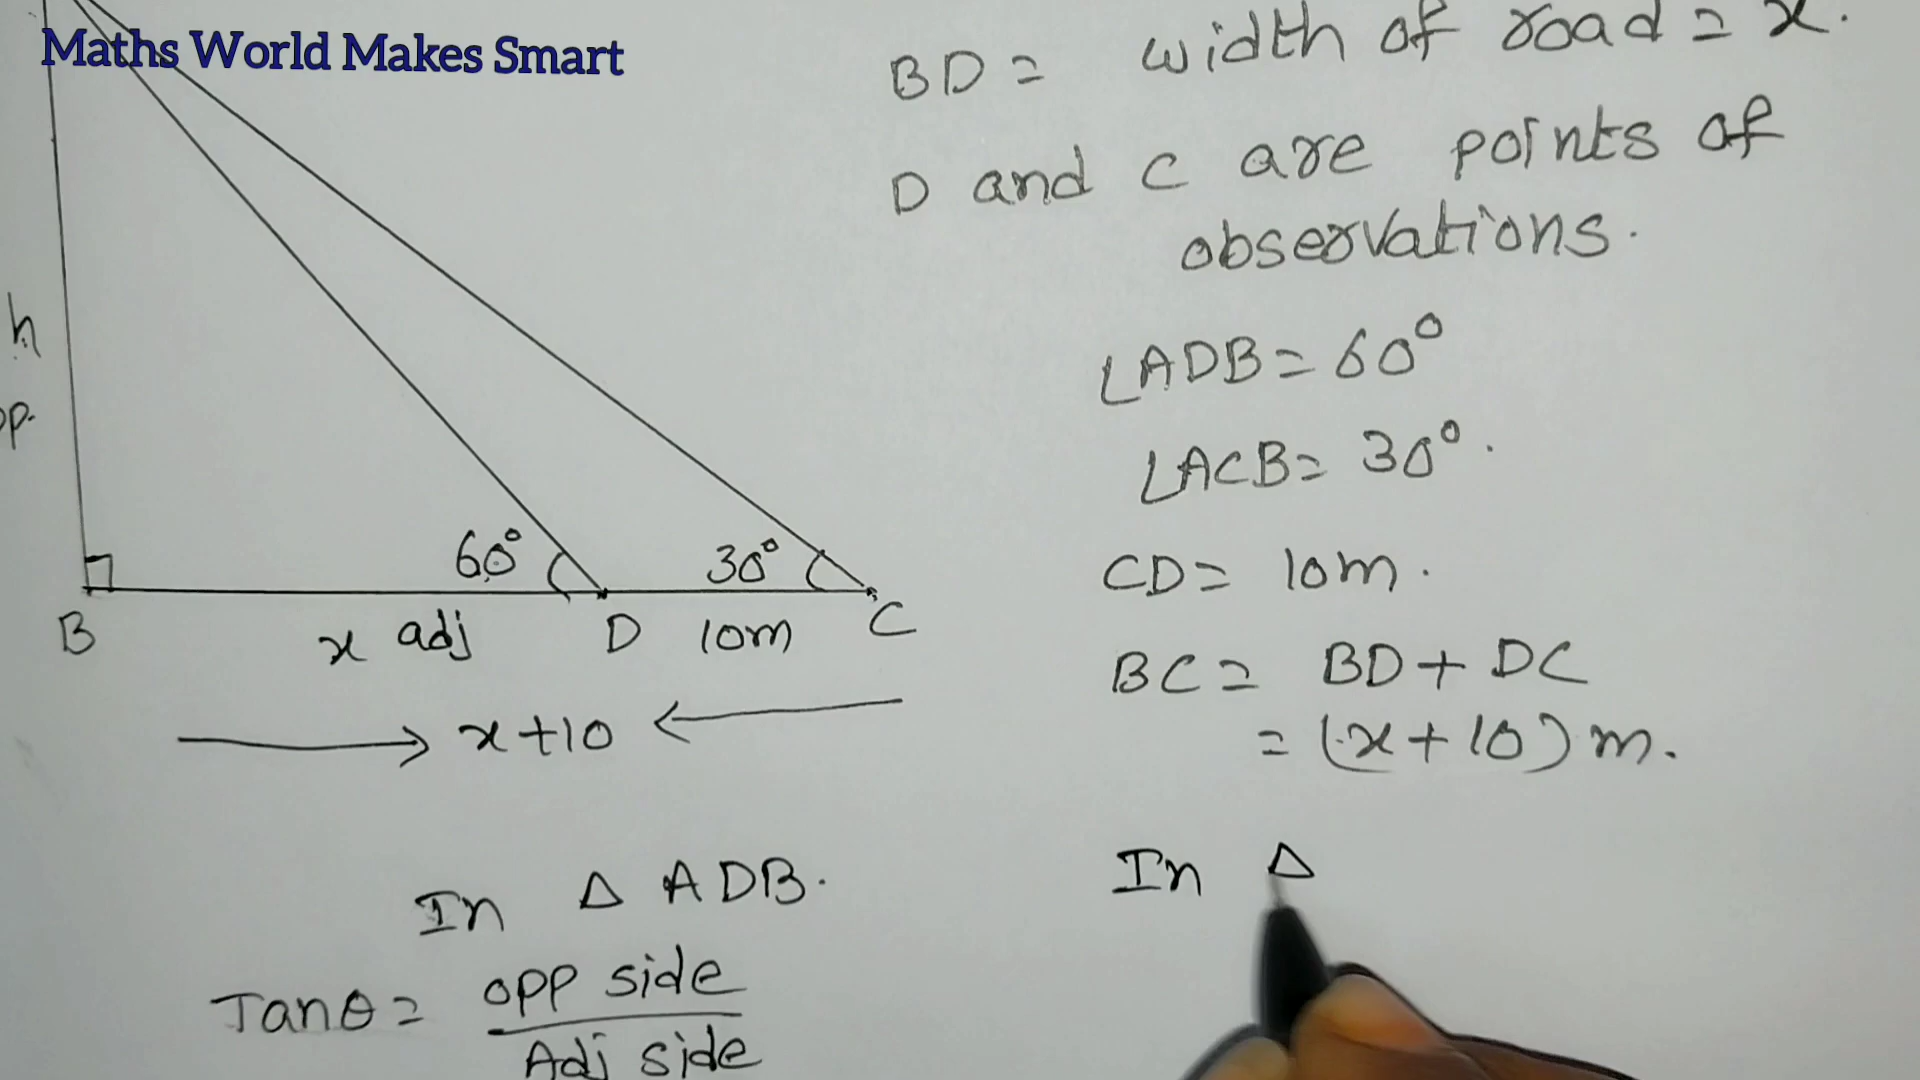 Maths World Makes Smart
BD = width of road = x.
D and C are points of
observations.
h
∠ADB = 60°
∠ACB = 30°.
60° 30°
CD = 10m.
B x adj D 10m C
BC = BD + DC
x+10
= (x + 10) m.
In Δ ADB.
In Δ
Tanθ = opp side
Adj side